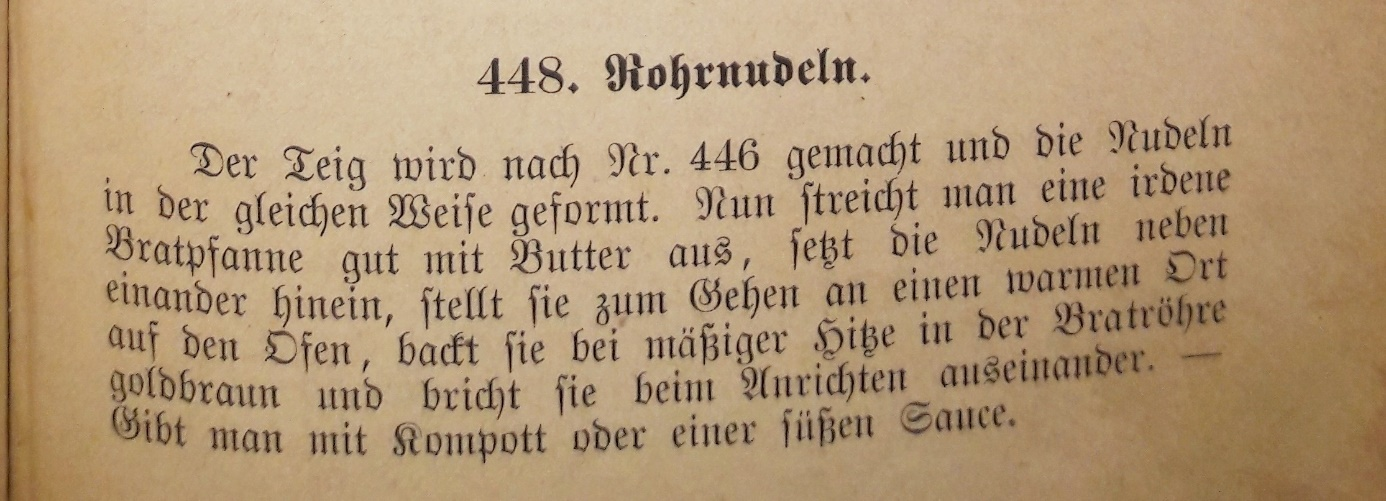 448. Rohrnudeln.
Der Teig wird nach Nr. 446 gemacht und die Nudeln
in der gleichen Weiſe geformt. Nun ſtreicht man eine irdene
Bratpfanne gut mit Butter aus, ſetzt die Nudeln neben
einander hinein, ſtellt ſie zum Gehen an einen warmen Ort
auf den Ofen, backt ſie bei mäßiger Hitze in der Bratröhre
goldbraun und bricht ſie beim Anrichten auseinander. —
Gibt man mit Kompott oder einer ſüßen Sauce.